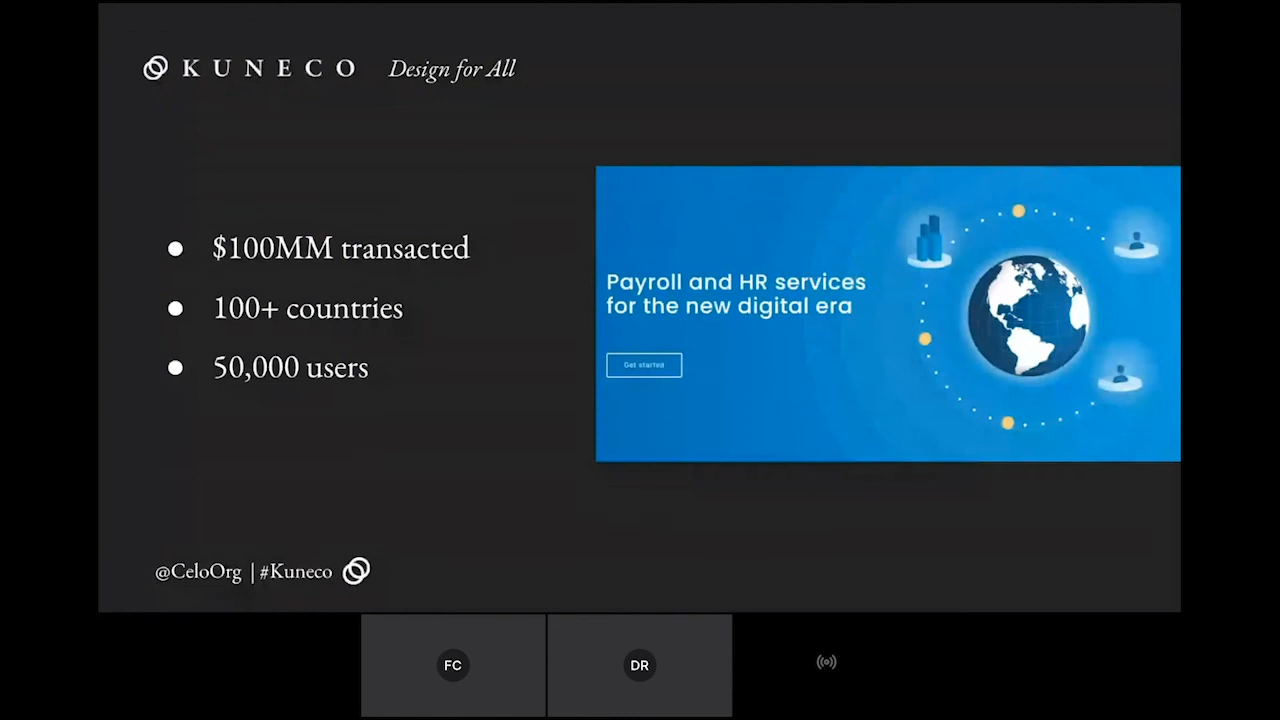 KUNECO Design for All
● $100MM transacted
● 100+ countries
● 50,000 users
Payroll and HR services
for the new digital era
Get started
@CeloOrg | #Kuneco
FC
DR